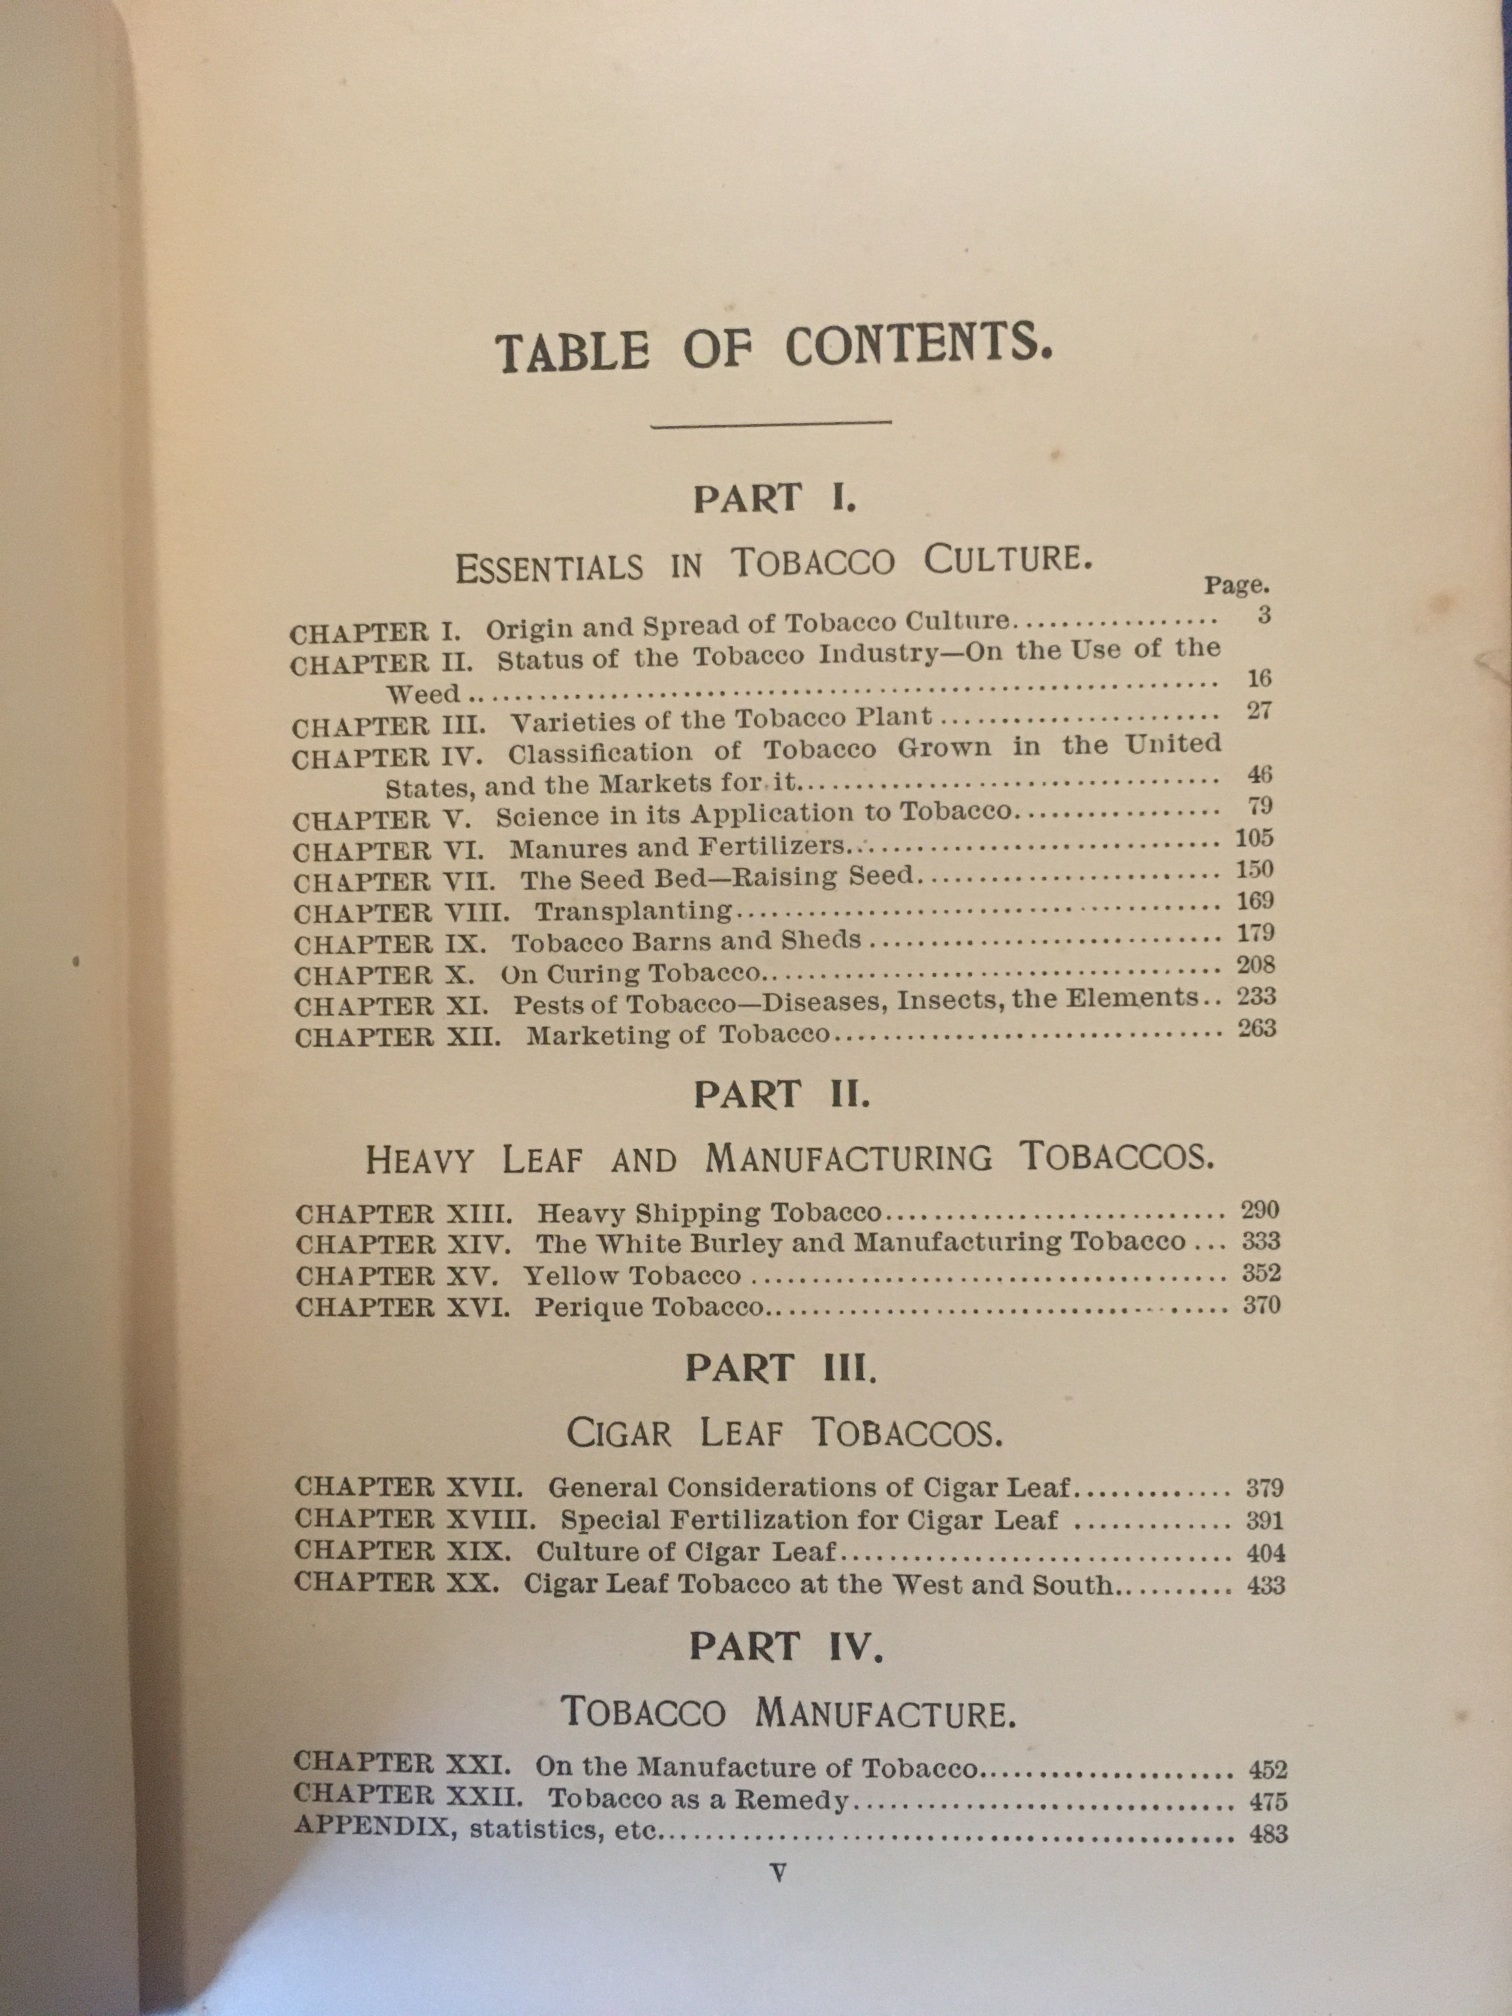 TABLE OF CONTENTS.
PART I.
ESSENTIALS IN TOBACCO CULTURE.
Page.
CHAPTER I. Origin and Spread of Tobacco Culture................. 3
CHAPTER II. Status of the Tobacco Industry—On the Use of the
Weed............................................................. 16
CHAPTER III. Varieties of the Tobacco Plant....................... 27
CHAPTER IV. Classification of Tobacco Grown in the United
States, and the Markets for it................................... 46
CHAPTER V. Science in its Application to Tobacco................. 79
CHAPTER VI. Manures and Fertilizers............................... 105
CHAPTER VII. The Seed Bed—Raising Seed......................... 150
CHAPTER VIII. Transplanting........................................ 169
CHAPTER IX. Tobacco Barns and Sheds............................. 179
CHAPTER X. On Curing Tobacco...................................... 208
CHAPTER XI. Pests of Tobacco—Diseases, Insects, the Elements.. 233
CHAPTER XII. Marketing of Tobacco................................ 263
PART II.
HEAVY LEAF AND MANUFACTURING TOBACCOS.
CHAPTER XIII. Heavy Shipping Tobacco............................ 290
CHAPTER XIV. The White Burley and Manufacturing Tobacco... 333
CHAPTER XV. Yellow Tobacco....................................... 352
CHAPTER XVI. Perique Tobacco...................................... 370
PART III.
CIGAR LEAF TOBACCOS.
CHAPTER XVII. General Considerations of Cigar Leaf............. 379
CHAPTER XVIII. Special Fertilization for Cigar Leaf............. 391
CHAPTER XIX. Culture of Cigar Leaf................................ 404
CHAPTER XX. Cigar Leaf Tobacco at the West and South.......... 433
PART IV.
TOBACCO MANUFACTURE.
CHAPTER XXI. On the Manufacture of Tobacco..................... 452
CHAPTER XXII. Tobacco as a Remedy............................... 475
APPENDIX, statistics, etc............................................... 483
V